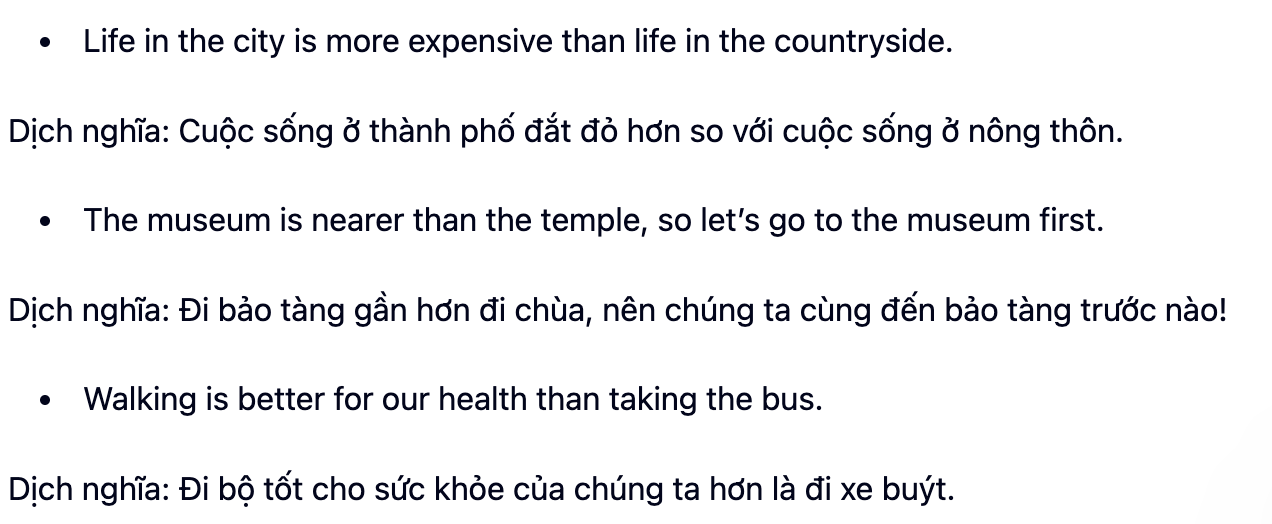 • Life in the city is more expensive than life in the countryside.
Dịch nghĩa: Cuộc sống ở thành phố đắt đỏ hơn so với cuộc sống ở nông thôn.
• The museum is nearer than the temple, so let’s go to the museum first.
Dịch nghĩa: Đi bảo tàng gần hơn đi chùa, nên chúng ta cùng đến bảo tàng trước nào!
• Walking is better for our health than taking the bus.
Dịch nghĩa: Đi bộ tốt cho sức khỏe của chúng ta hơn là đi xe buýt.